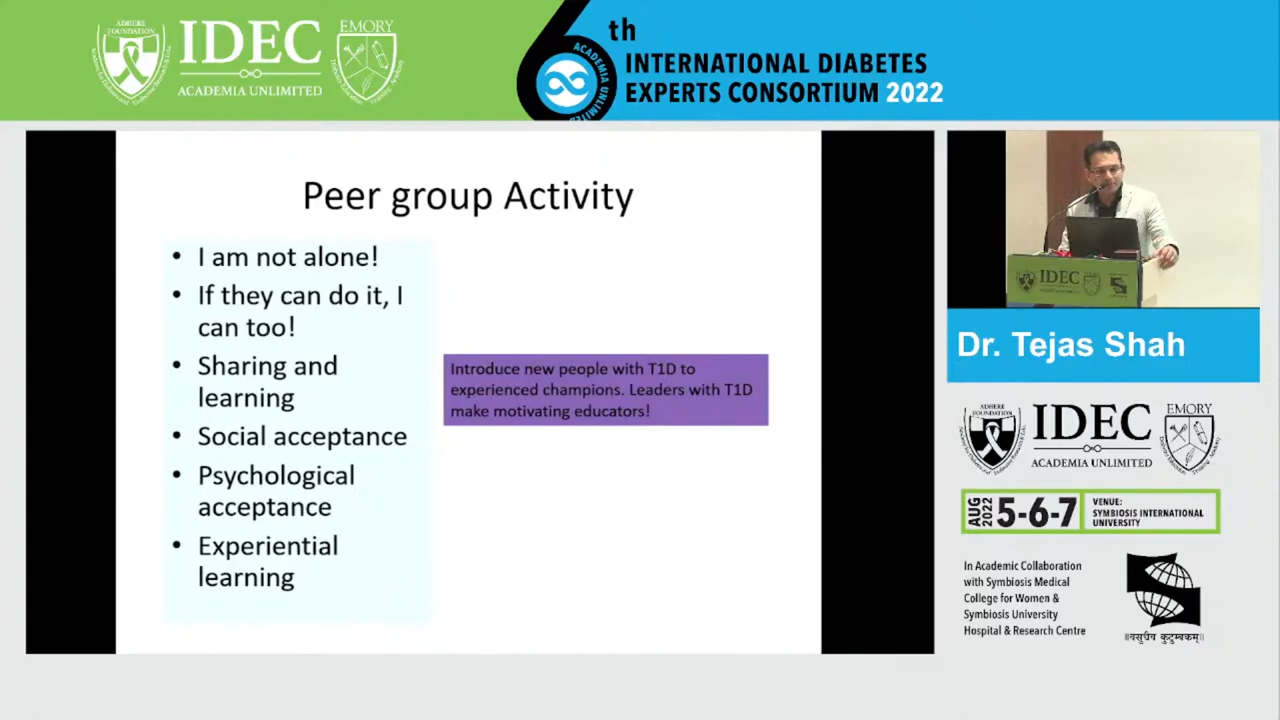 ADHERE
FOUNDATION
IDEC
ACADEMIA UNLIMITED
EMORY
6th
INTERNATIONAL DIABETES
EXPERTS CONSORTIUM 2022
ACADEMIA UNLIMITED
Peer group Activity
• I am not alone!
• If they can do it, I
can too!
• Sharing and
learning
• Social acceptance
• Psychological
acceptance
• Experiential
learning
Introduce new people with T1D to
experienced champions. Leaders with T1D
make motivating educators!
IDEC
Dr. Tejas Shah
ADHERE
FOUNDATION
IDEC
ACADEMIA UNLIMITED
EMORY
AUG
2022
5-6-7
VENUE:
SYMBIOSIS INTERNATIONAL
UNIVERSITY
In Academic Collaboration
with Symbiosis Medical
College for Women &
Symbiosis University
Hospital & Research Centre
॥वसुधैव कुटुम्बकम्॥